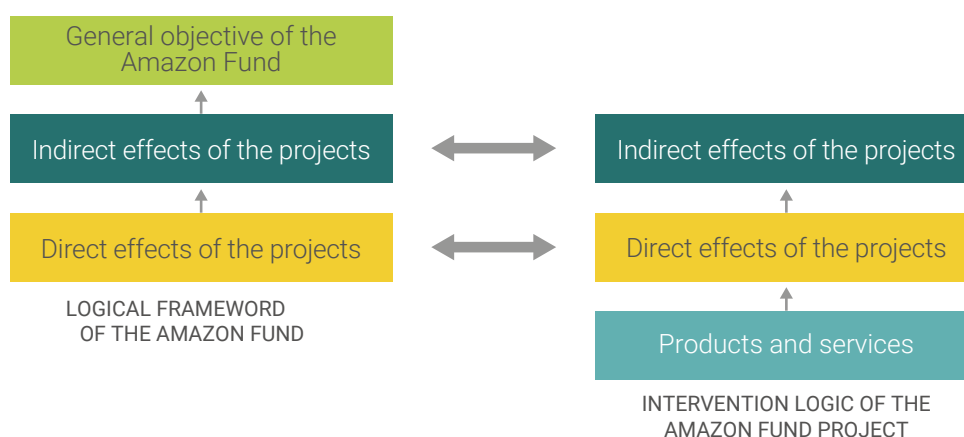 General objective of the
Amazon Fund
Indirect effects of the projects
Indirect effects of the projects
Direct effects of the projects
Direct effects of the projects
LOGICAL FRAMEWORD
OF THE AMAZON FUND
Products and services
INTERVENTION LOGIC OF THE
AMAZON FUND PROJECT